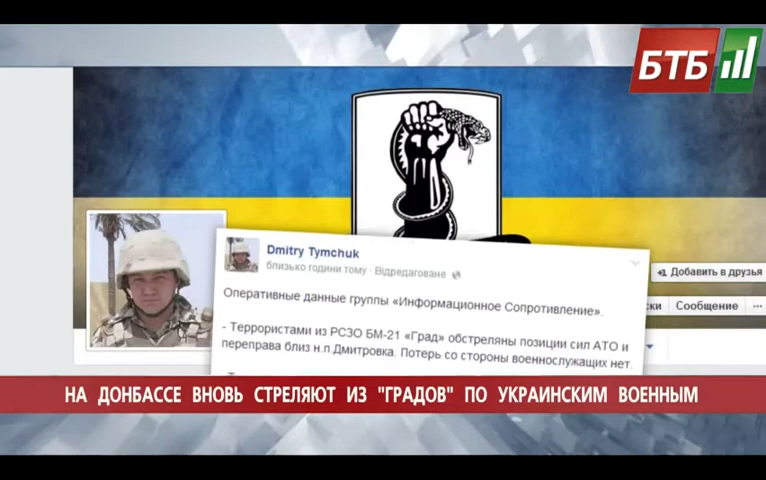 БТБ
Dmitry Tymchuk
близько години тому · Відредаговане
+1 Добавить в друзья
Сообщение
Оперативные данные группы «Информационное Сопротивление».
- Террористами из РСЗО БМ-21 «Град» обстреляны позиции сил АТО и
переправа близ н.п.Дмитровка. Потерь со стороны военнослужащих нет.
НА ДОНБАССЕ ВНОВЬ СТРЕЛЯЮТ ИЗ "ГРАДОВ" ПО УКРАИНСКИМ ВОЕННЫМ